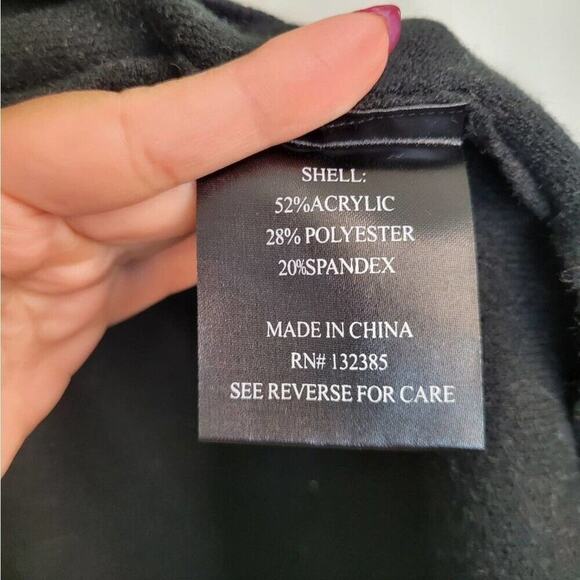 SHELL:
52%ACRYLIC
28% POLYESTER
20%SPANDEX
MADE IN CHINA
RN# 132385
SEE REVERSE FOR CARE